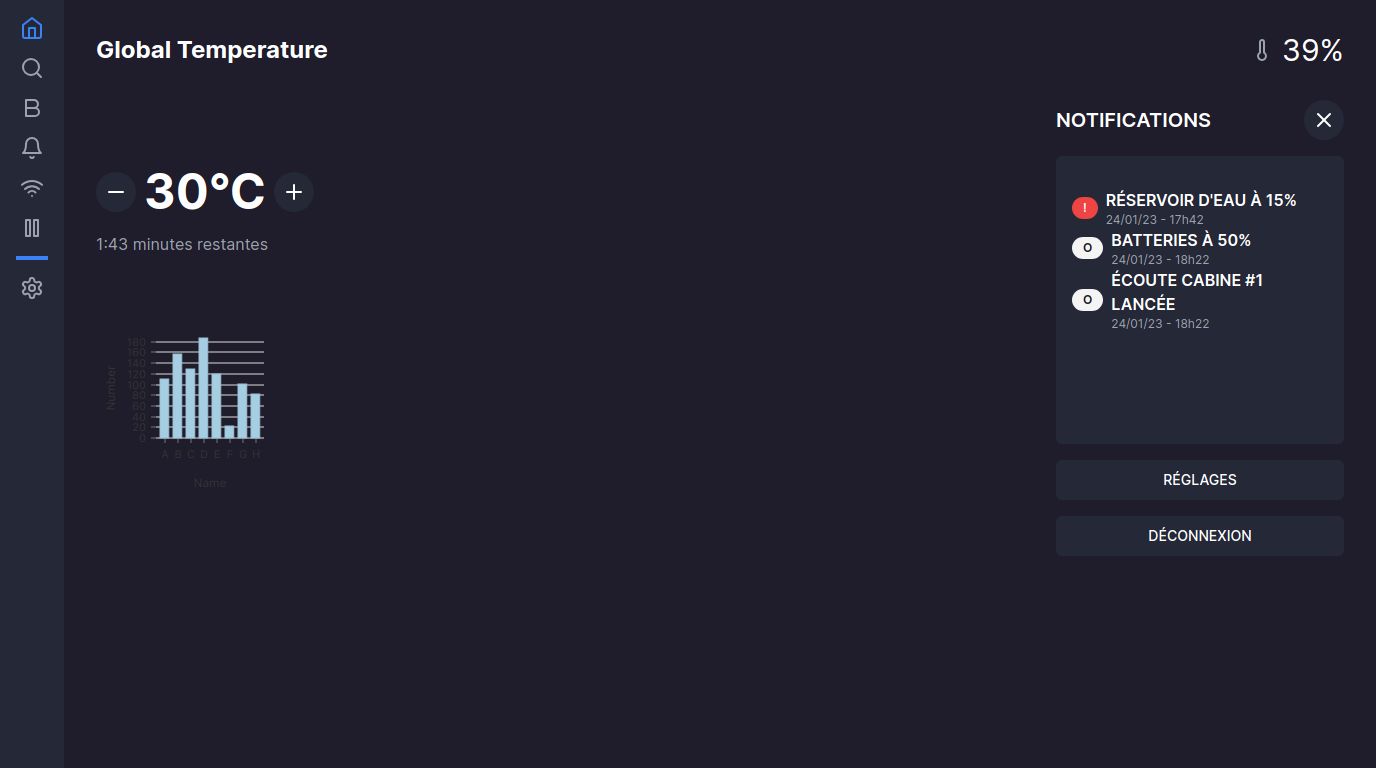 Global Temperature
39%
NOTIFICATIONS
30°C
1:43 minutes restantes
!
RÉSERVOIR D'EAU À 15%
24/01/23 - 17h42
O
BATTERIES À 50%
24/01/23 - 18h22
O
ÉCOUTE CABINE #1
LANCÉE
24/01/23 - 18h22
180
160
140
120
100
80
60
40
20
0
Number
A B C D E F G H
Name
RÉGLAGES
DÉCONNEXION